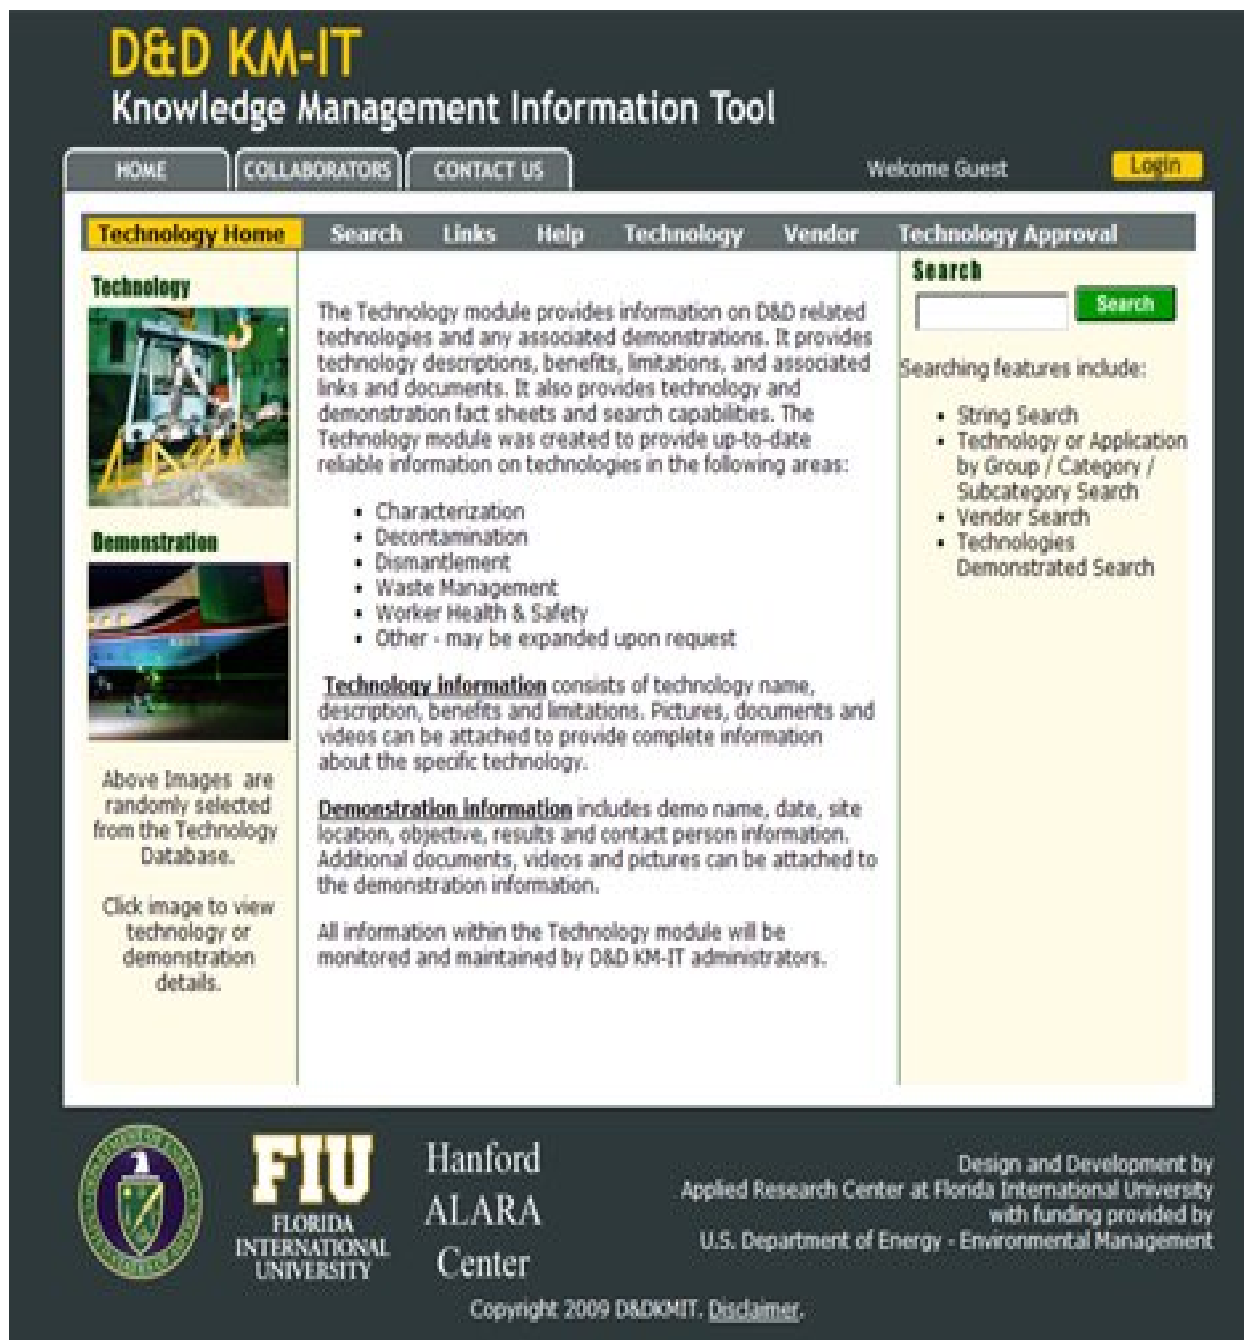 D&D KM-IT
Knowledge Management Information Tool
HOME
COLLABORATORS
CONTACT US
Welcome Guest
Login
Technology Home
Search
Links
Help
Technology
Vendor
Technology Approval
Technology
Demonstration
Above Images are
randomly selected
from the Technology
Database.
Click image to view
technology or
demonstration
details.
The Technology module provides information on D&D related
technologies and any associated demonstrations. It provides
technology descriptions, benefits, limitations, and associated
links and documents. It also provides technology and
demonstration fact sheets and search capabilities. The
Technology module was created to provide up-to-date
reliable information on technologies in the following areas:
• Characterization
• Decontamination
• Dismantlement
• Waste Management
• Worker Health & Safety
• Other - may be expanded upon request
Technology information consists of technology name,
description, benefits and limitations. Pictures, documents and
videos can be attached to provide complete information
about the specific technology.
Demonstration information includes demo name, date, site
location, objective, results and contact person information.
Additional documents, videos and pictures can be attached to
the demonstration information.
All information within the Technology module will be
monitored and maintained by D&D KM-IT administrators.
Search
Search
Searching features include:
• String Search
• Technology or Application
by Group / Category /
Subcategory Search
• Vendor Search
• Technologies
Demonstrated Search
FIU
FLORIDA
INTERNATIONAL
UNIVERSITY
Hanford
ALARA
Center
Design and Development by
Applied Research Center at Florida International University
with funding provided by
U.S. Department of Energy - Environmental Management
Copyright 2009 D&DKMIT. Disclaimer.